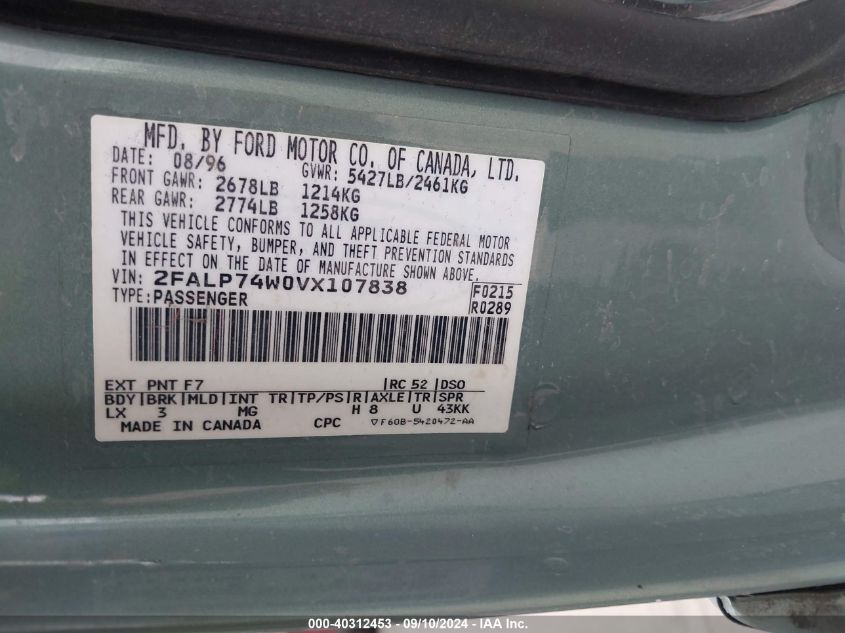 MFD. BY FORD MOTOR CO. OF CANADA, LTD.
DATE: 08/96 GVWR: 5427LB/2461KG
FRONT GAWR: 2678LB 1214KG
REAR GAWR: 2774LB 1258KG
THIS VEHICLE CONFORMS TO ALL APPLICABLE FEDERAL MOTOR
VEHICLE SAFETY, BUMPER, AND THEFT PREVENTION STANDARDS
IN EFFECT ON THE DATE OF MANUFACTURE SHOWN ABOVE.
VIN: 2FALP74W0VX107838 F0215
TYPE: PASSENGER R0289
EXT PNT F7 |RC 52 |DSO
BDY|BRK|MLD|INT TR|TP/PS|R|AXLE|TR|SPR
LX 3 MG H 8 U 43KK
MADE IN CANADA CPC ▽F60B-5420472-AA
000-40312453 - 09/10/2024 - IAA Inc.